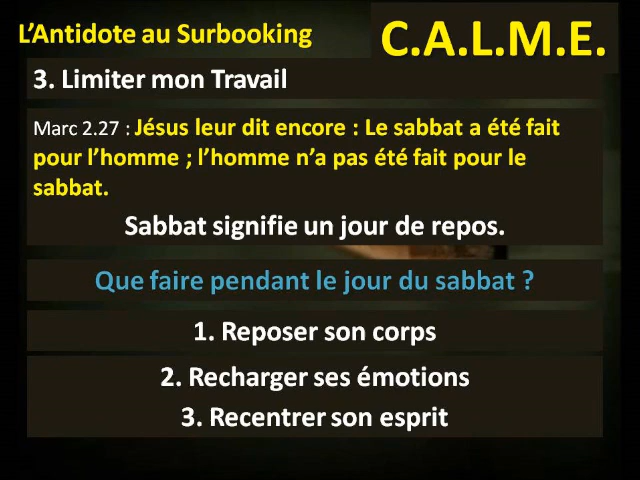 L'Antidote au Surbooking
C.A.L.M.E.
3. Limiter mon Travail
Marc 2.27 : Jésus leur dit encore : Le sabbat a été fait
pour l'homme ; l'homme n'a pas été fait pour le
sabbat.
Sabbat signifie un jour de repos.
Que faire pendant le jour du sabbat ?
1. Reposer son corps
2. Recharger ses émotions
3. Recentrer son esprit